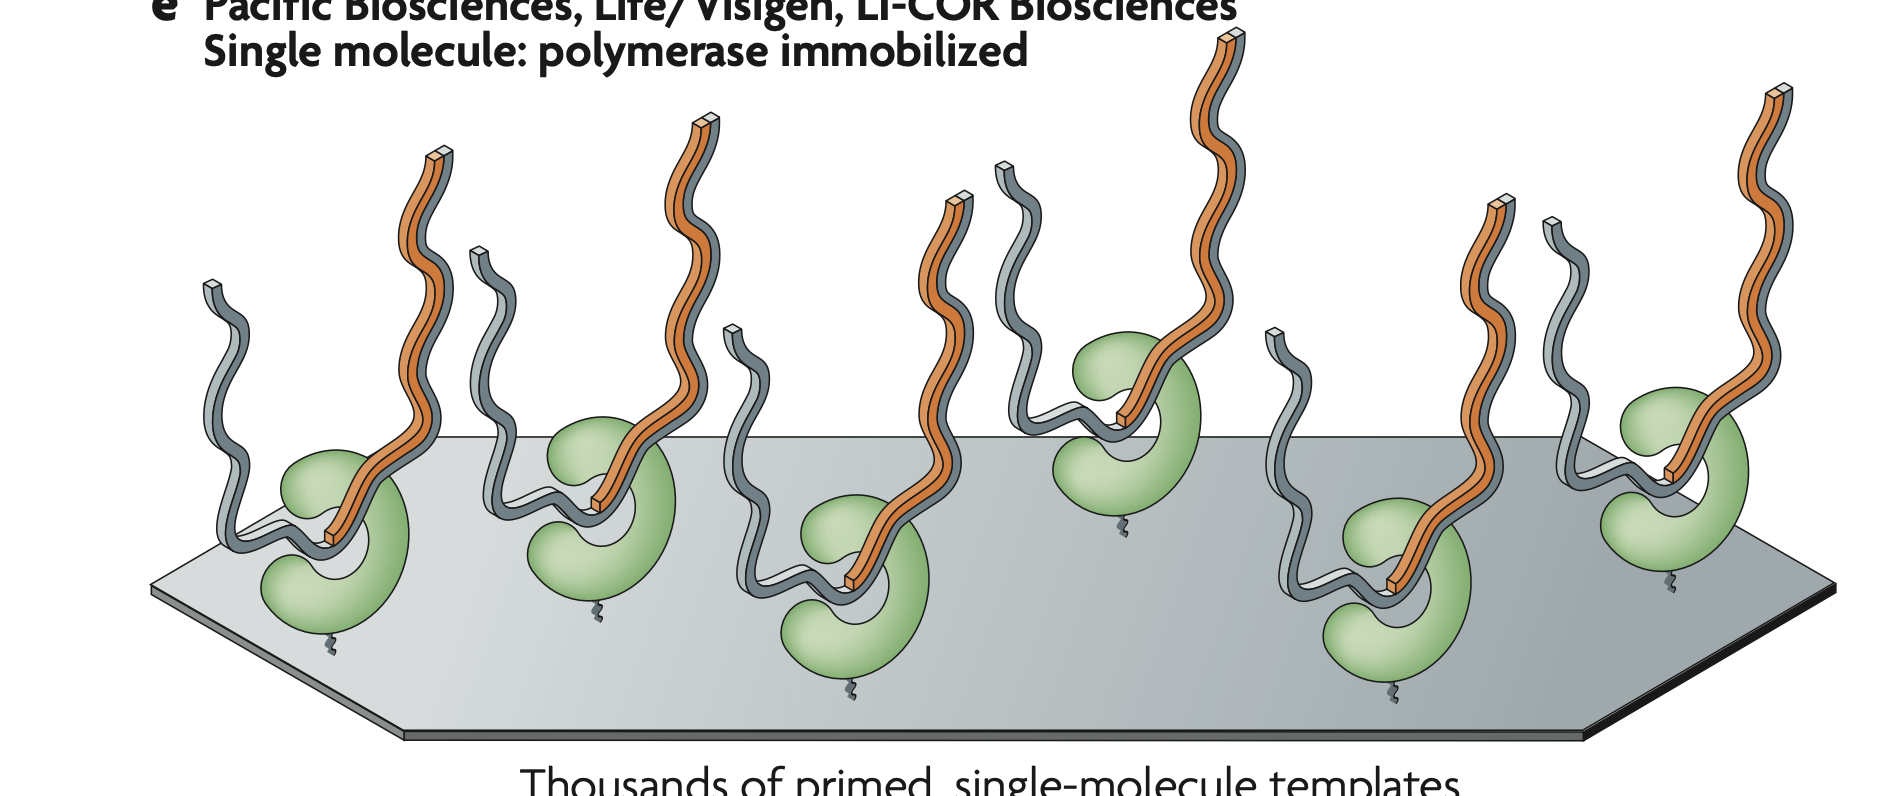 e Pacific Biosciences, Life/Visigen, LI-COR Biosciences
Single molecule: polymerase immobilized
Thousands of primed, single-molecule templates